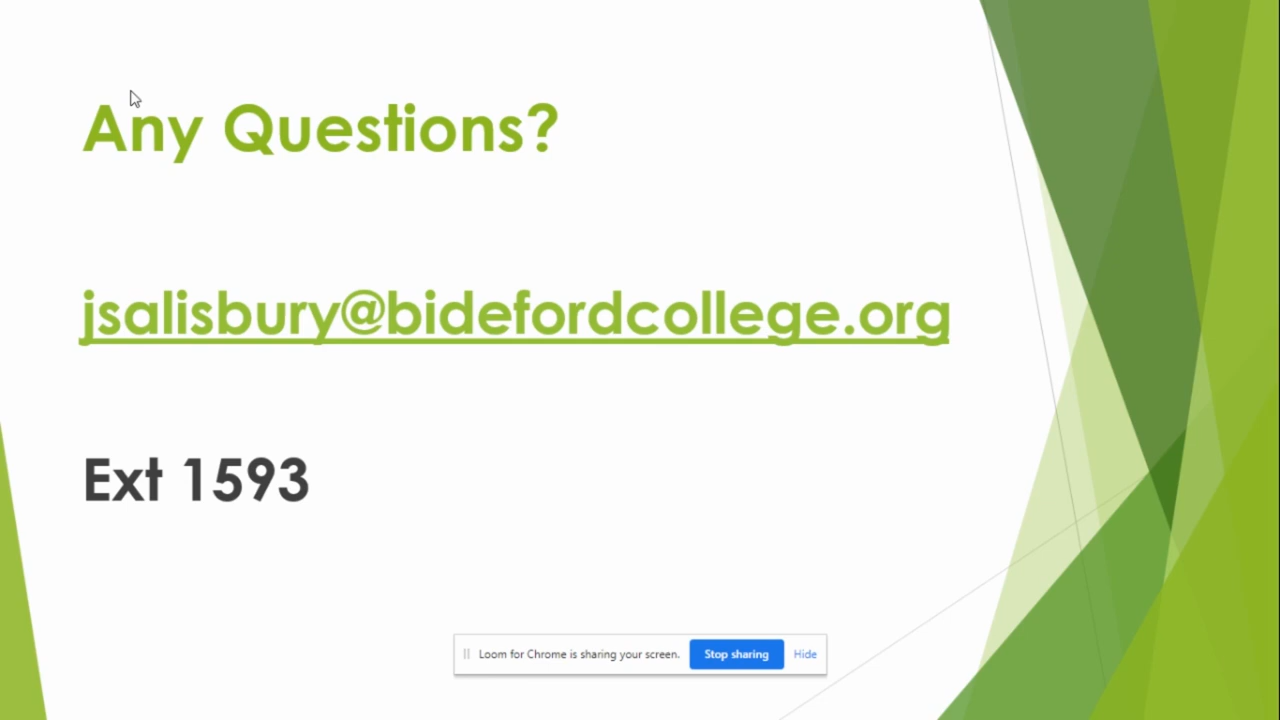 Any Questions?
jsalisbury@bidefordcollege.org
Ext 1593
Loom for Chrome is sharing your screen. Stop sharing Hide